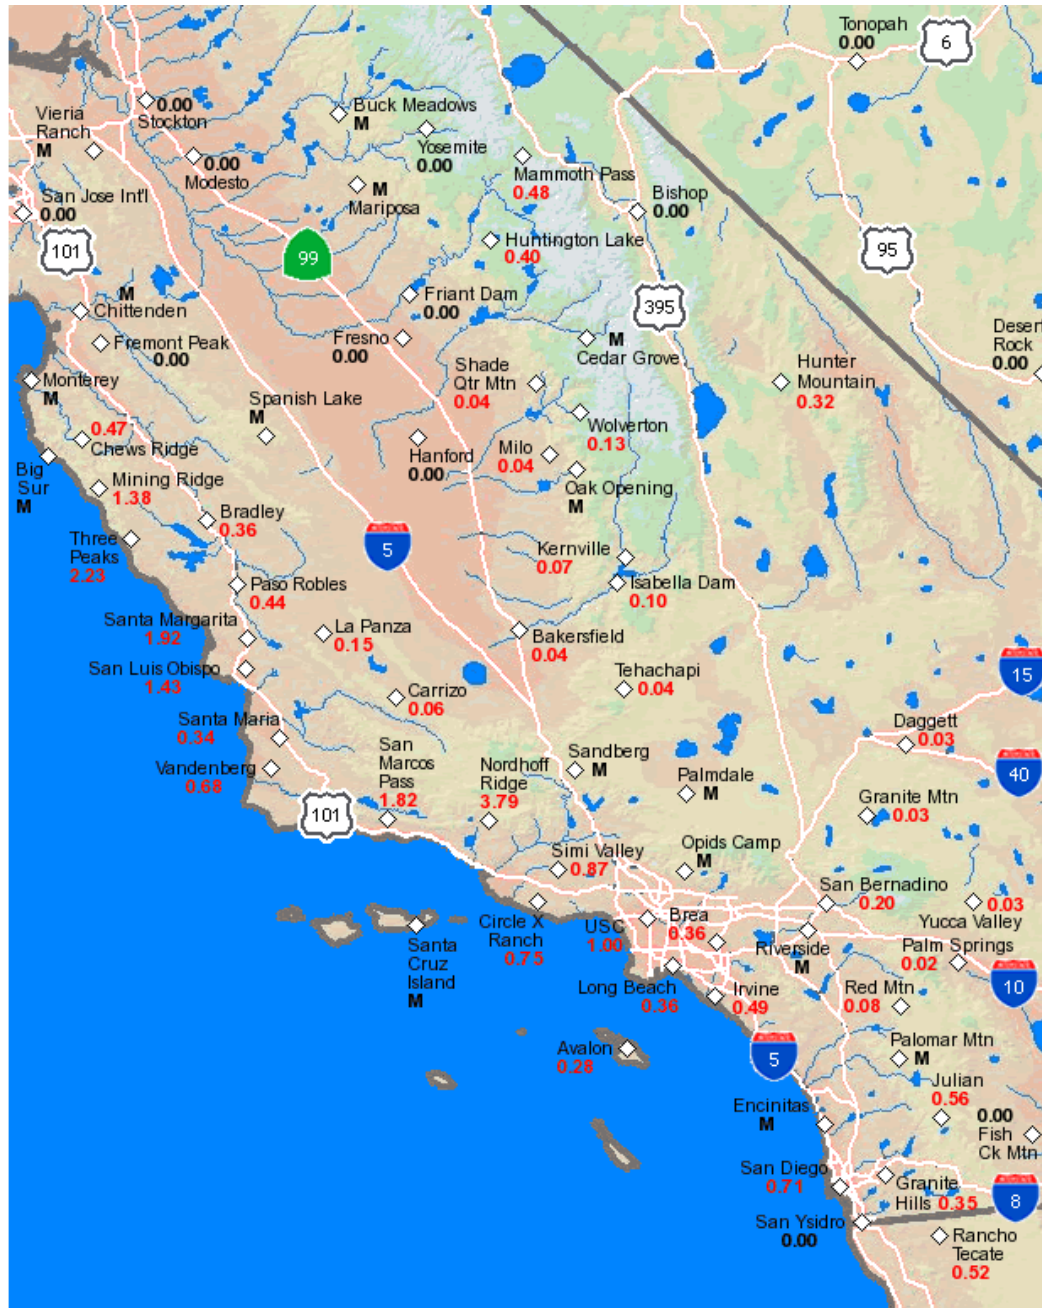 Tonopah
0.00
6
Vieria
Ranch
M
0.00
Stockton
Buck Meadows
M
Yosemite
0.00
0.00
Modesto
M
Mariposa
Mammoth Pass
0.48
Bishop
0.00
San Jose Int'l
0.00
101
99
Huntington Lake
0.40
95
395
M
Chittenden
Friant Dam
0.00
Fremont Peak
0.00
Fresno
0.00
M
Cedar Grove
Desert
Rock
0.00
Shade
Qtr Mtn
0.04
Hunter
Mountain
0.32
Monterey
M
Spanish Lake
M
0.47
Chews Ridge
Wolverton
0.13
Hanford
0.00
Milo
0.04
Big
Sur
M
Mining Ridge
1.38
Oak Opening
M
Bradley
0.36
Three
Peaks
2.23
5
Kernville
0.07
Paso Robles
0.44
Isabella Dam
0.10
Santa Margarita
1.92
La Panza
0.15
Bakersfield
0.04
San Luis Obispo
1.43
Tehachapi
0.04
15
Carrizo
0.06
Santa Maria
0.34
Daggett
0.03
San
Marcos
Pass
1.82
Nordhoff
Ridge
3.79
Sandberg
M
Vandenberg
0.68
Palmdale
M
40
101
Granite Mtn
0.03
Simi Valley
0.87
Opids Camp
M
San Bernadino
0.20
0.03
Yucca Valley
Circle X
Ranch
0.75
USC
1.00
Brea
0.36
Riverside
M
Santa
Cruz
Island
M
Palm Springs
0.02
Long Beach
0.36
Irvine
0.49
Red Mtn
0.08
10
Avalon
0.28
5
Palomar Mtn
M
Julian
0.56
Encinitas
M
0.00
Fish
Ck Mtn
San Diego
0.71
Granite
Hills 0.35
8
San Ysidro
0.00
Rancho
Tecate
0.52